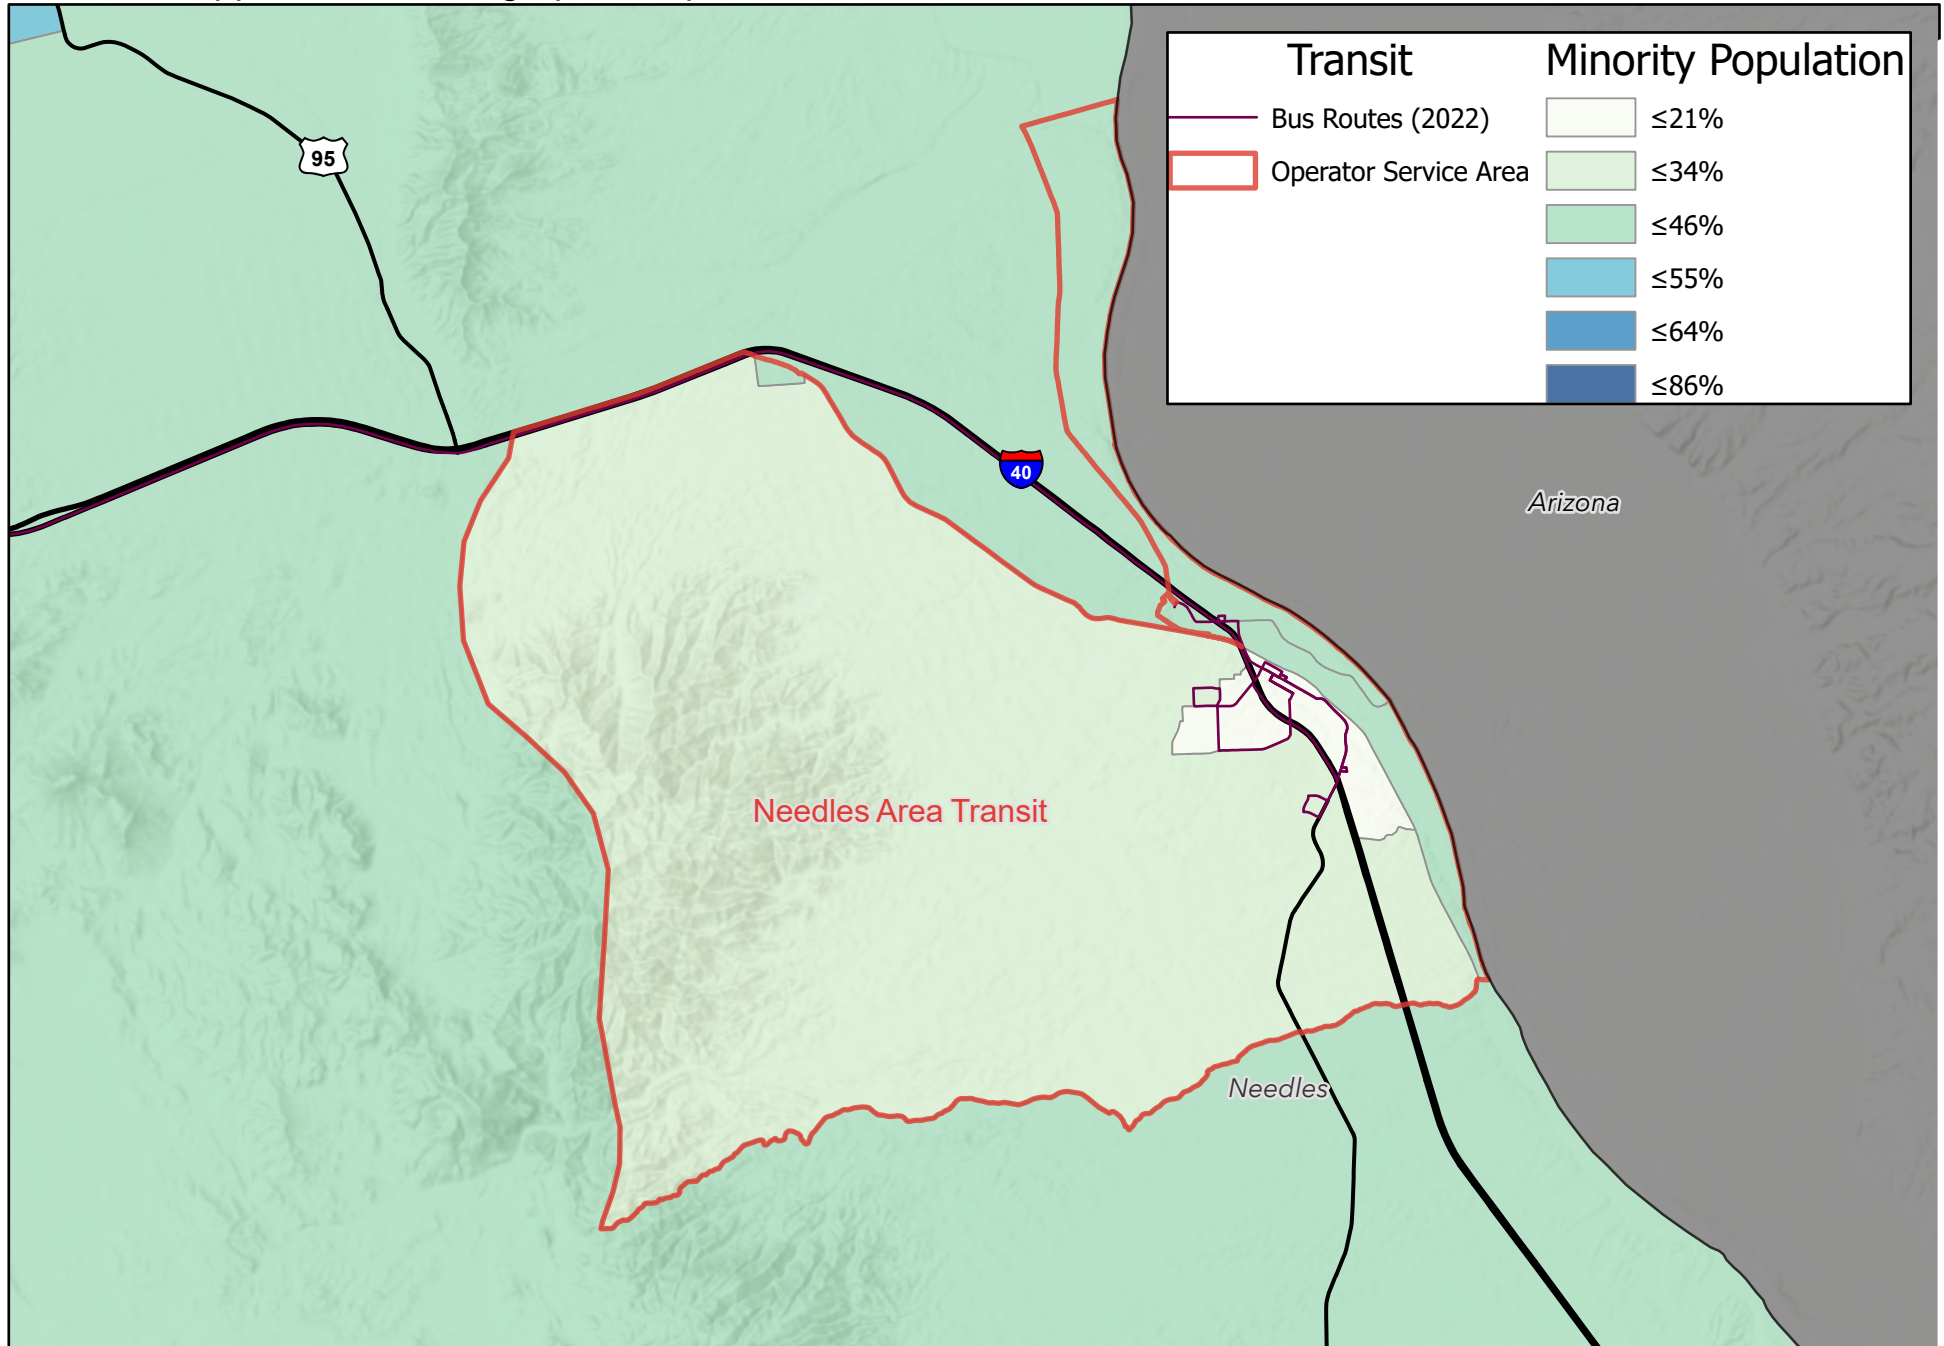 Transit
Minority Population
Bus Routes (2022)
Operator Service Area
≤21%
≤34%
≤46%
≤55%
≤64%
≤86%
95
40
Arizona
Needles Area Transit
Needles